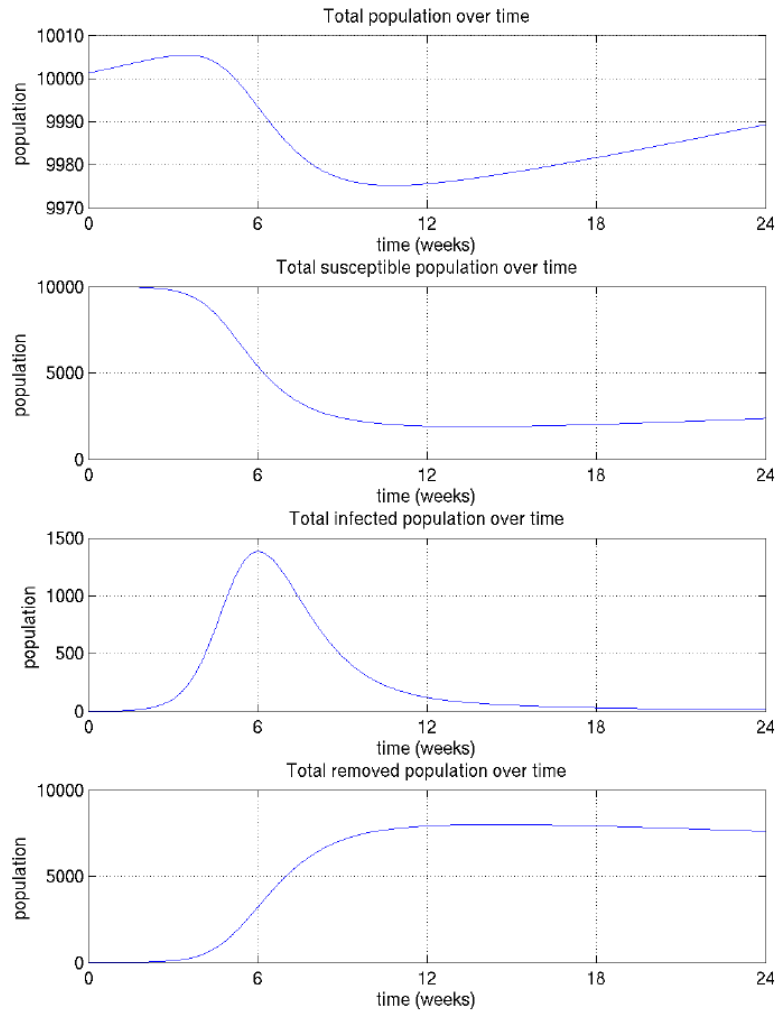 Total population over time
10010
10000
9990
9980
9970
population
0 6 12 18 24
time (weeks)
Total susceptible population over time
10000
5000
0
population
0 6 12 18 24
time (weeks)
Total infected population over time
1500
1000
500
0
population
0 6 12 18 24
time (weeks)
Total removed population over time
10000
5000
0
population
0 6 12 18 24
time (weeks)